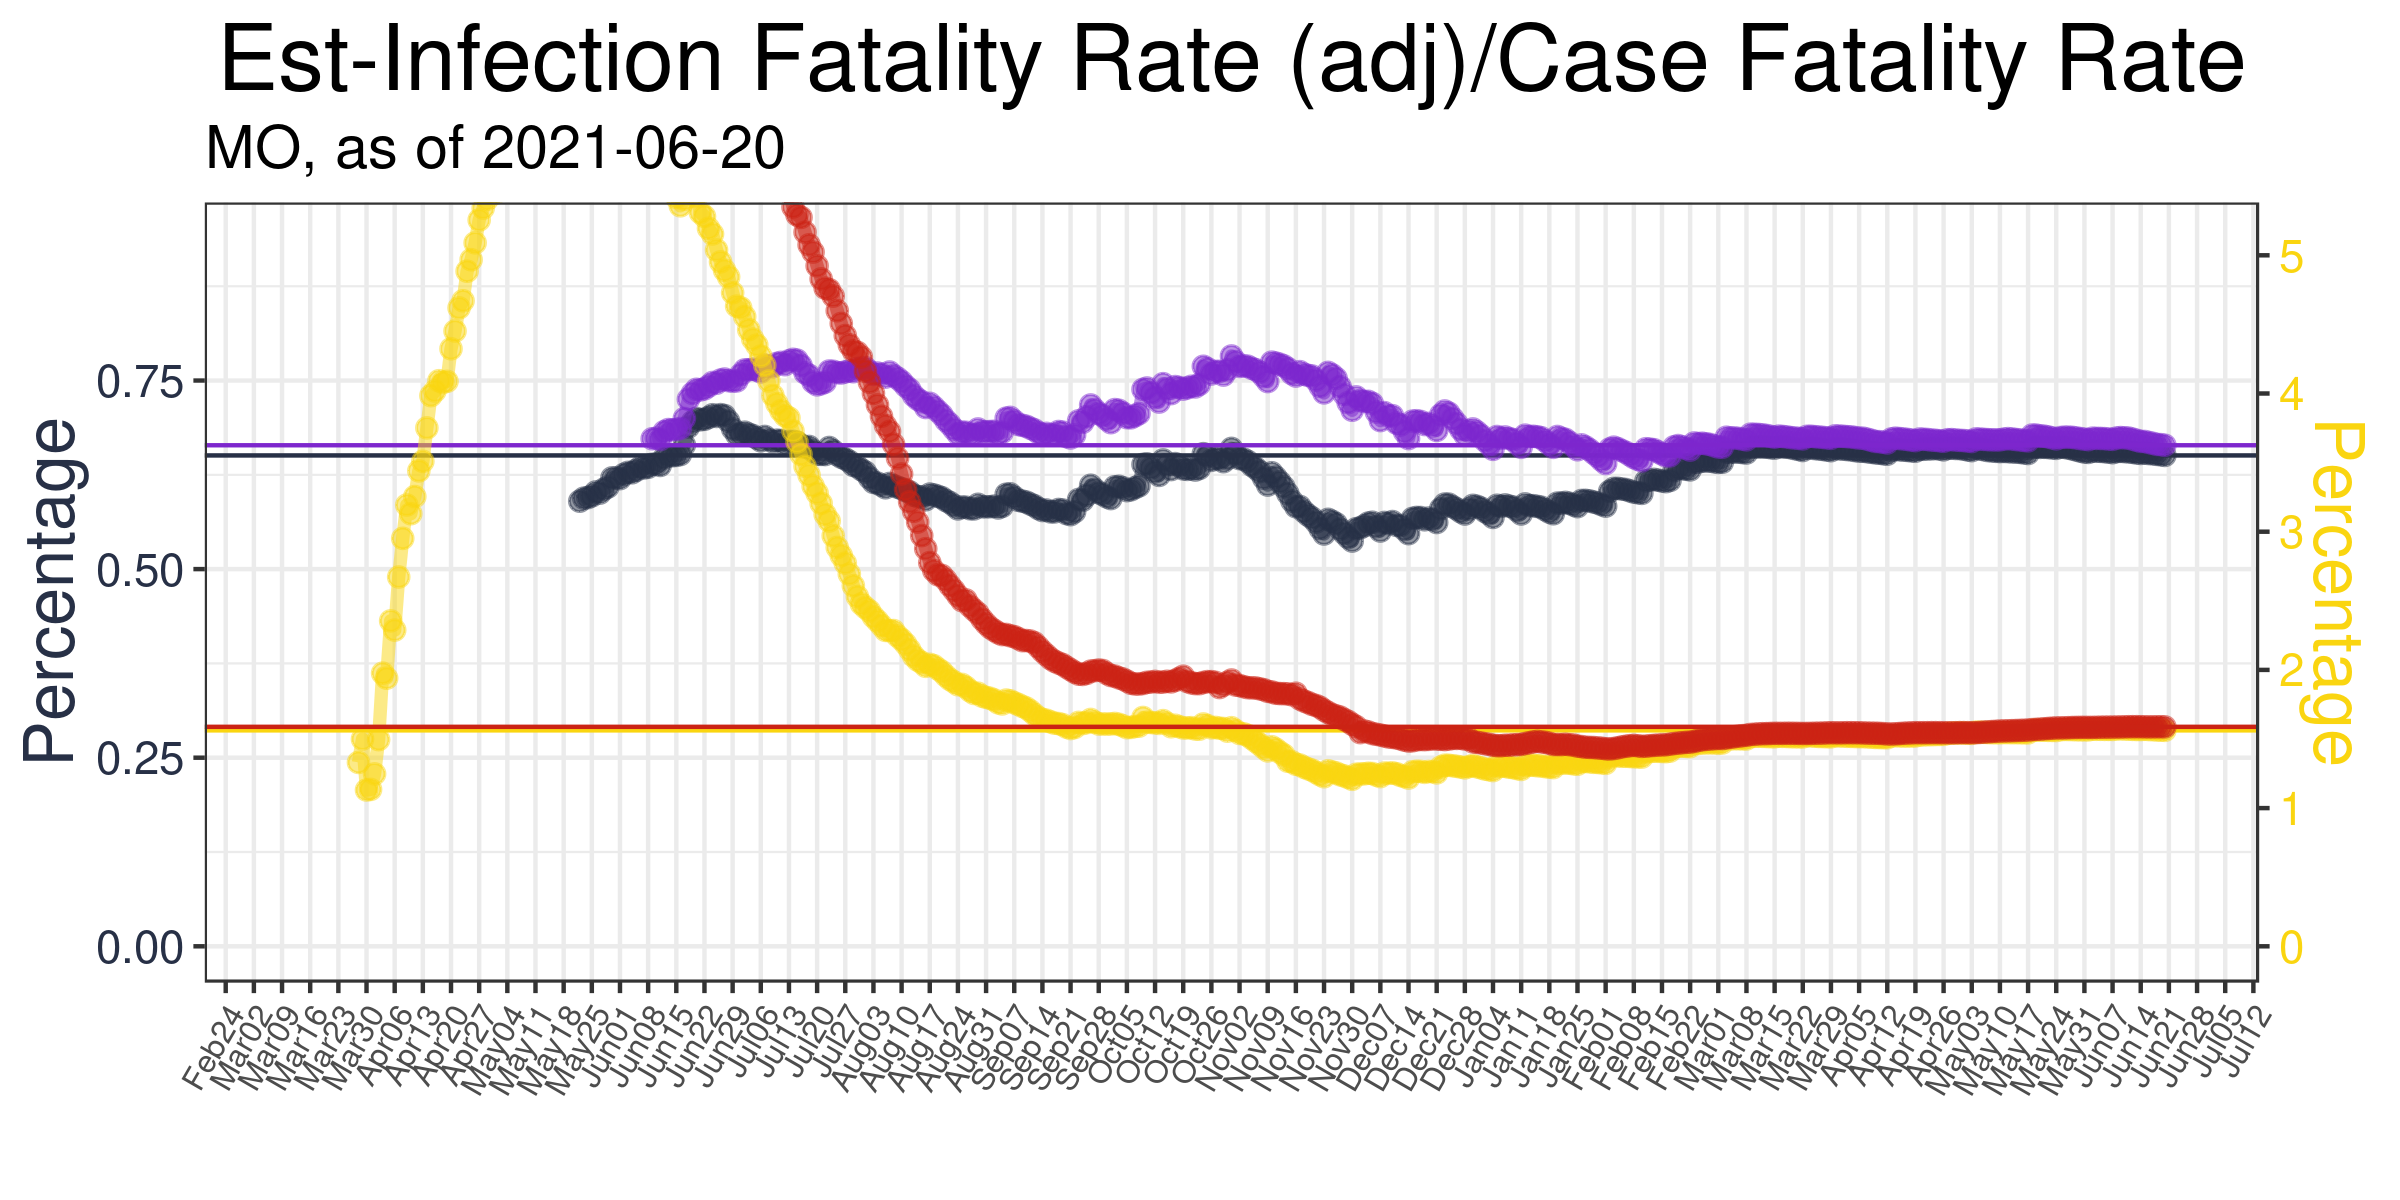 Est-Infection Fatality Rate (adj)/Case Fatality Rate
MO, as of 2021-06-20
Percentage
0.75
0.50
0.25
0.00
5
4
3
2
1
0
Percentage
Feb24
Mar02
Mar09
Mar16
Mar23
Mar30
Apr06
Apr13
Apr20
Apr27
May04
May11
May18
May25
Jun01
Jun08
Jun15
Jun22
Jun29
Jul06
Jul13
Jul20
Jul27
Aug03
Aug10
Aug17
Aug24
Aug31
Sep07
Sep14
Sep21
Sep28
Oct05
Oct12
Oct19
Oct26
Nov02
Nov09
Nov16
Nov23
Nov30
Dec07
Dec14
Dec21
Dec28
Jan04
Jan11
Jan18
Jan25
Feb01
Feb08
Feb15
Feb22
Mar01
Mar08
Mar15
Mar22
Mar29
Apr05
Apr12
Apr19
Apr26
May03
May10
May17
May24
May31
Jun07
Jun14
Jun21
Jun28
Jul05
Jul12